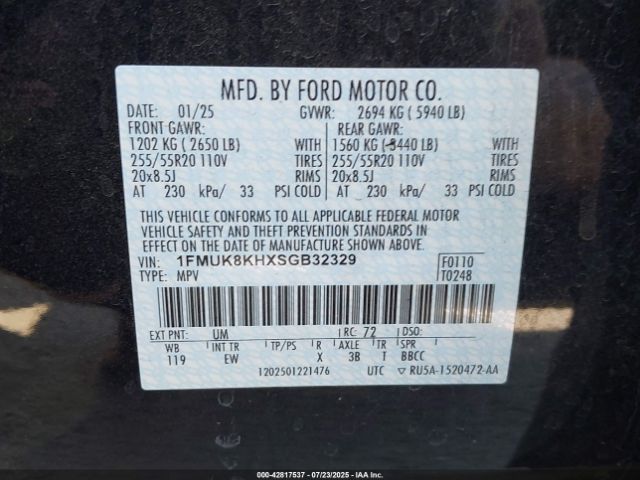 MFD. BY FORD MOTOR CO.
DATE: 01/25 GVWR: 2694 KG ( 5940 LB)
FRONT GAWR: REAR GAWR:
1202 KG ( 2650 LB) WITH 1560 KG ( 3440 LB) WITH
255/55R20 110V TIRES 255/55R20 110V TIRES
20x8.5J RIMS 20x8.5J RIMS
AT 230 kPa/ 33 PSI COLD AT 230 kPa/ 33 PSI COLD
THIS VEHICLE CONFORMS TO ALL APPLICABLE FEDERAL MOTOR
VEHICLE SAFETY AND THEFT PREVENTION STANDARDS IN
EFFECT ON THE DATE OF MANUFACTURE SHOWN ABOVE.
VIN: 1FMUK8KHXSGB32329 F0110
TYPE: MPV T0248
EXT PNT: UM RC: 72 DSO:
WB INT TR TP/PS R AXLE TR SPR
119 EW X 3B T BBCC
1202501221476 UTC ▽ RU5A-1520472-AA
000-42817537 | 07/23/2025 | IAAI.com